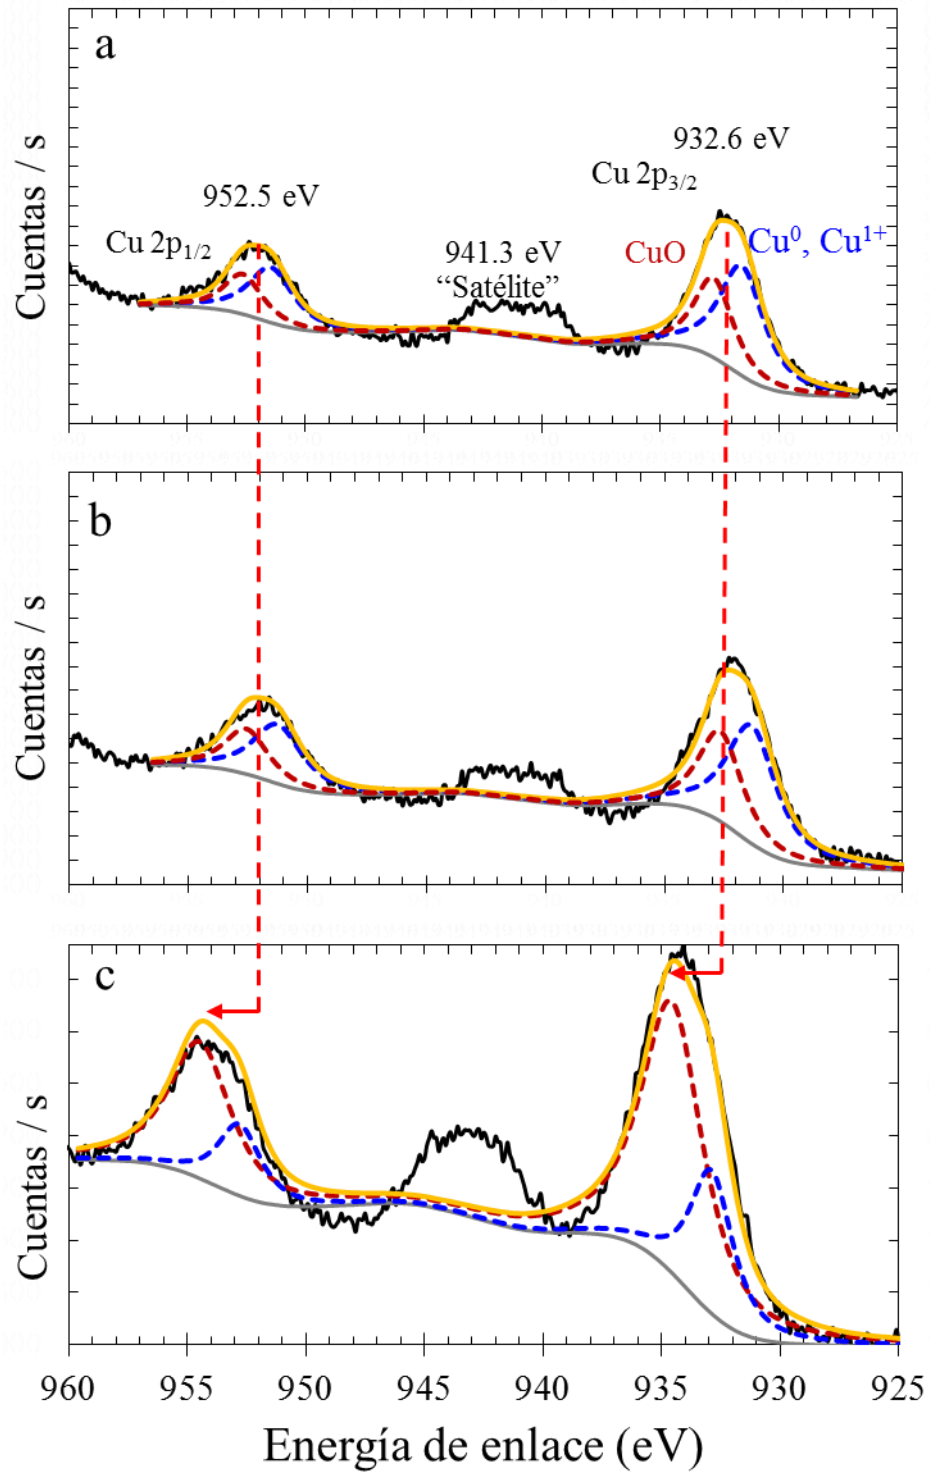 a
932.6 eV
Cu 2p3/2
952.5 eV
Cu 2p1/2
941.3 eV
“Satélite”
CuO
Cu0, Cu1+
Cuentas / s
b
Cuentas / s
c
Cuentas / s
960 955 950 945 940 935 930 925
Energía de enlace (eV)